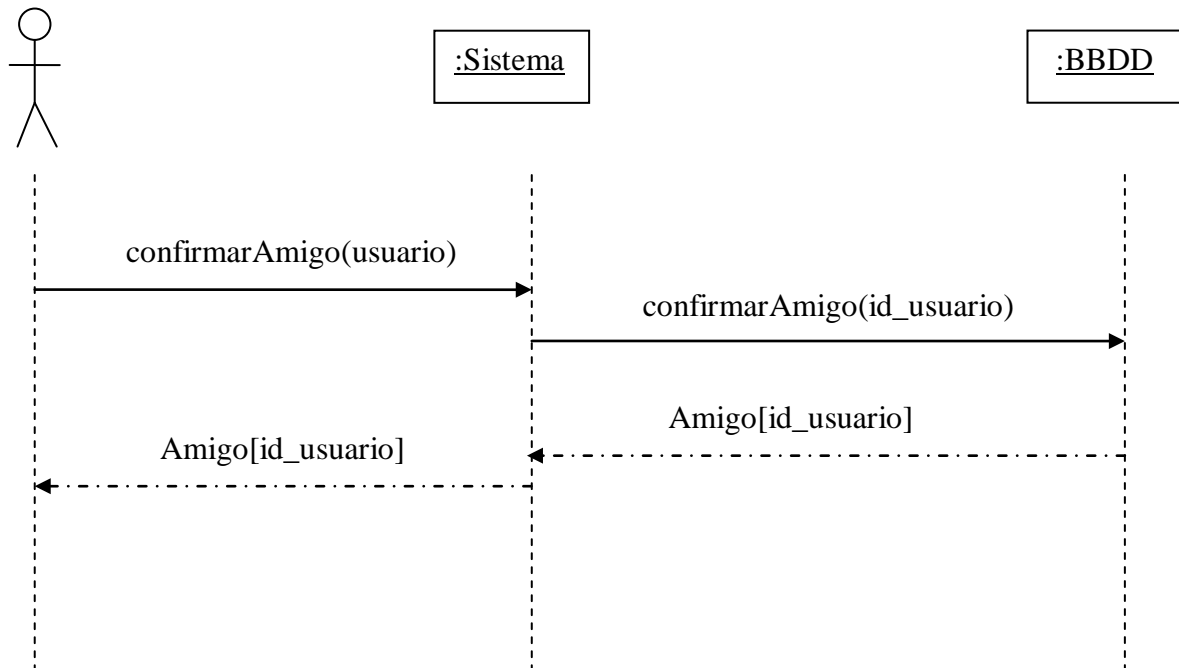 :Sistema
:BBDD
confirmarAmigo(usuario)
confirmarAmigo(id_usuario)
Amigo[id_usuario]
Amigo[id_usuario]